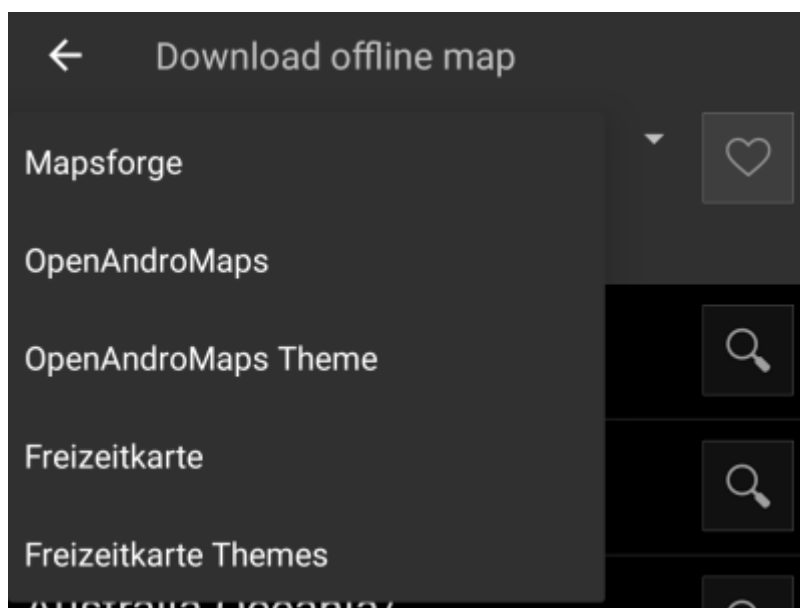 Download offline map
Mapsforge
OpenAndroMaps
OpenAndroMaps Theme
Freizeitkarte
Freizeitkarte Themes